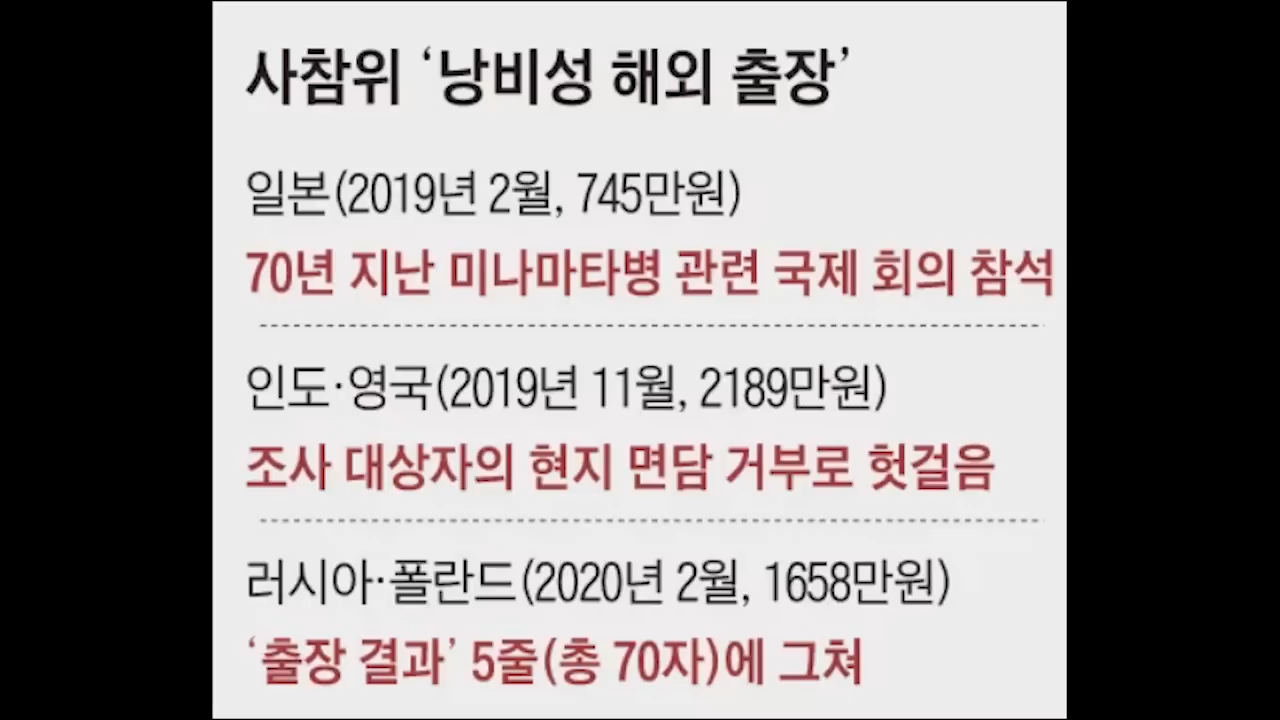 사참위 ‘낭비성 해외 출장’
일본(2019년 2월, 745만원)
70년 지난 미나마타병 관련 국제 회의 참석
인도·영국(2019년 11월, 2189만원)
조사 대상자의 현지 면담 거부로 헛걸음
러시아·폴란드(2020년 2월, 1658만원)
‘출장 결과’ 5줄(총 70자)에 그쳐